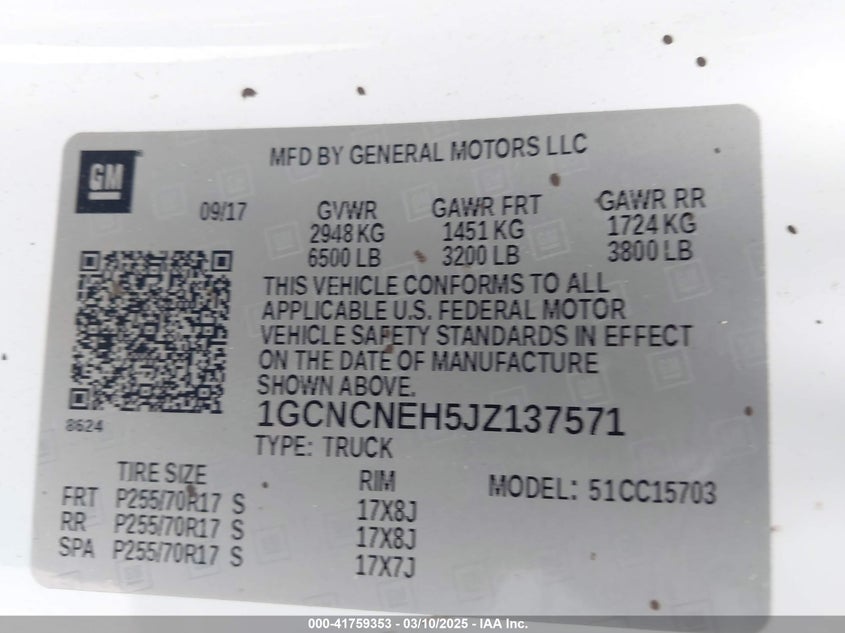 MFD BY GENERAL MOTORS LLC
GM
09/17 GVWR GAWR FRT GAWR RR
2948 KG 1451 KG 1724 KG
6500 LB 3200 LB 3800 LB
THIS VEHICLE CONFORMS TO ALL
APPLICABLE U.S. FEDERAL MOTOR
VEHICLE SAFETY STANDARDS IN EFFECT
ON THE DATE OF MANUFACTURE
SHOWN ABOVE.
8624
1GCNCNEH5JZ137571
TYPE: TRUCK
TIRE SIZE RIM MODEL: 51CC15703
FRT P255/70R17 S 17X8J
RR P255/70R17 S 17X8J
SPA P255/70R17 S 17X7J
000-41759353 - 03/10/2025 - IAA Inc.